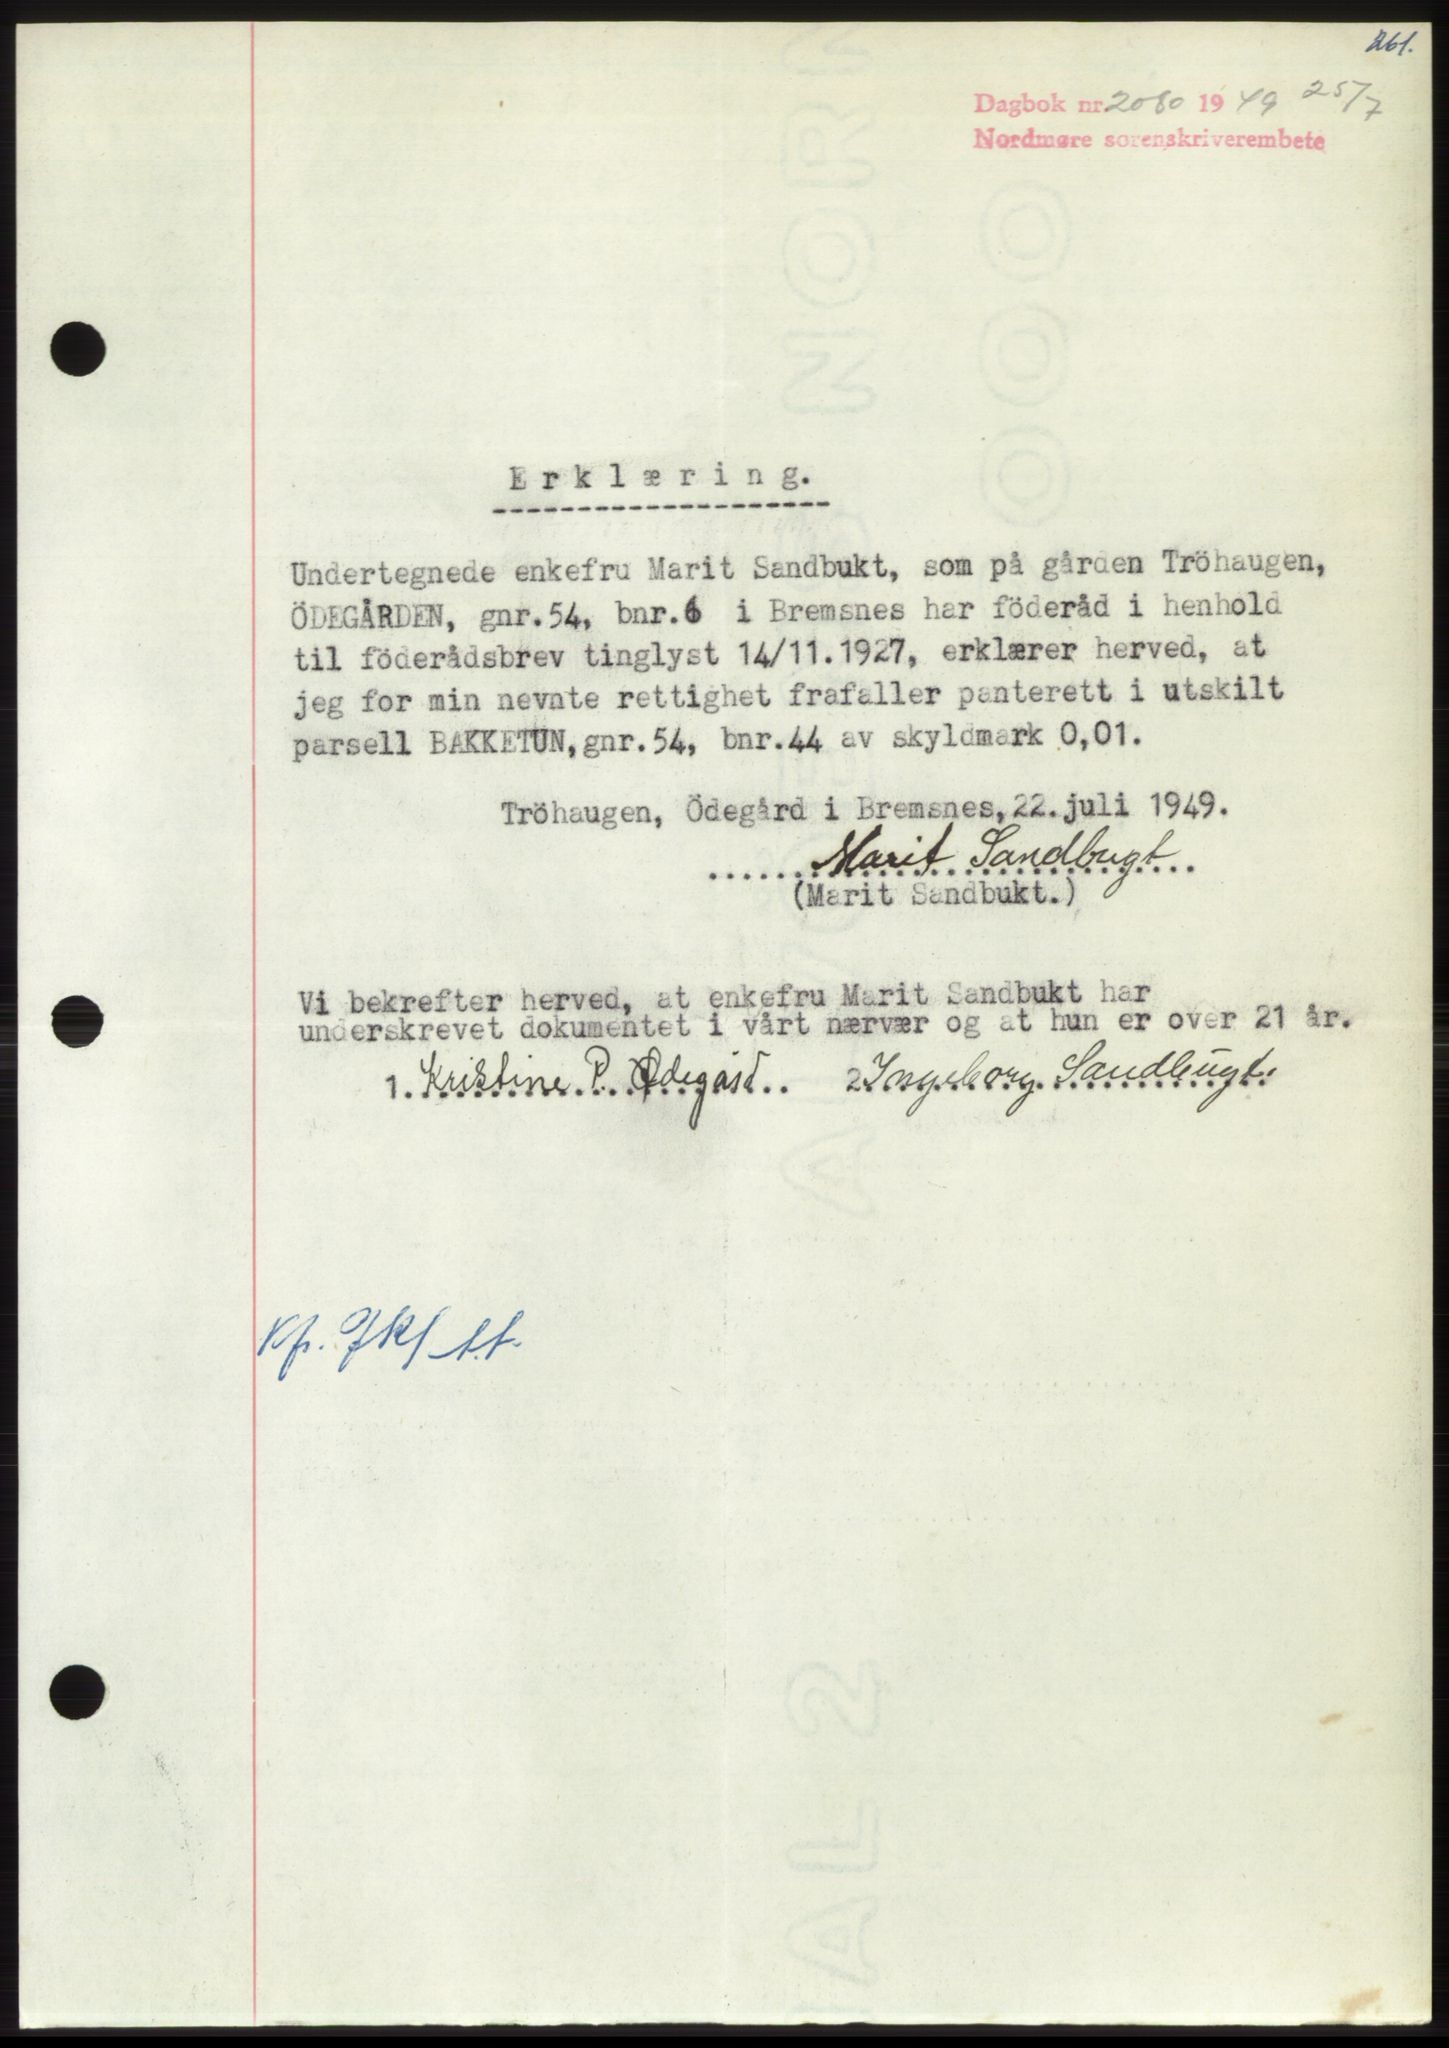 261.
Dagbok nr 2080 1949 25/7
Nordmøre sorenskriverembete
Erklæring.
Undertegnede enkefru Marit Sandbukt, som på gården Tröhaugen,
ÖDEGÅRDEN, gnr.54, bnr.6 i Bremsnes har föderåd i henhold
til föderådsbrev tinglyst 14/11.1927, erklærer herved, at
jeg for min nevnte rettighet frafaller panterett i utskilt
parsell BAKKETUN, gnr.54, bnr.44 av skyldmark 0,01.
Tröhaugen, Ödegård i Bremsnes, 22.juli 1949.
Marit Sandbugt
(Marit Sandbukt.)
Vi bekrefter herved, at enkefru Marit Sandbukt har
underskrevet dokumentet i vårt nærvær og at hun er over 21 år.
1. Kristine P. Ødegård. 2 Ingeborg Sandbugt.